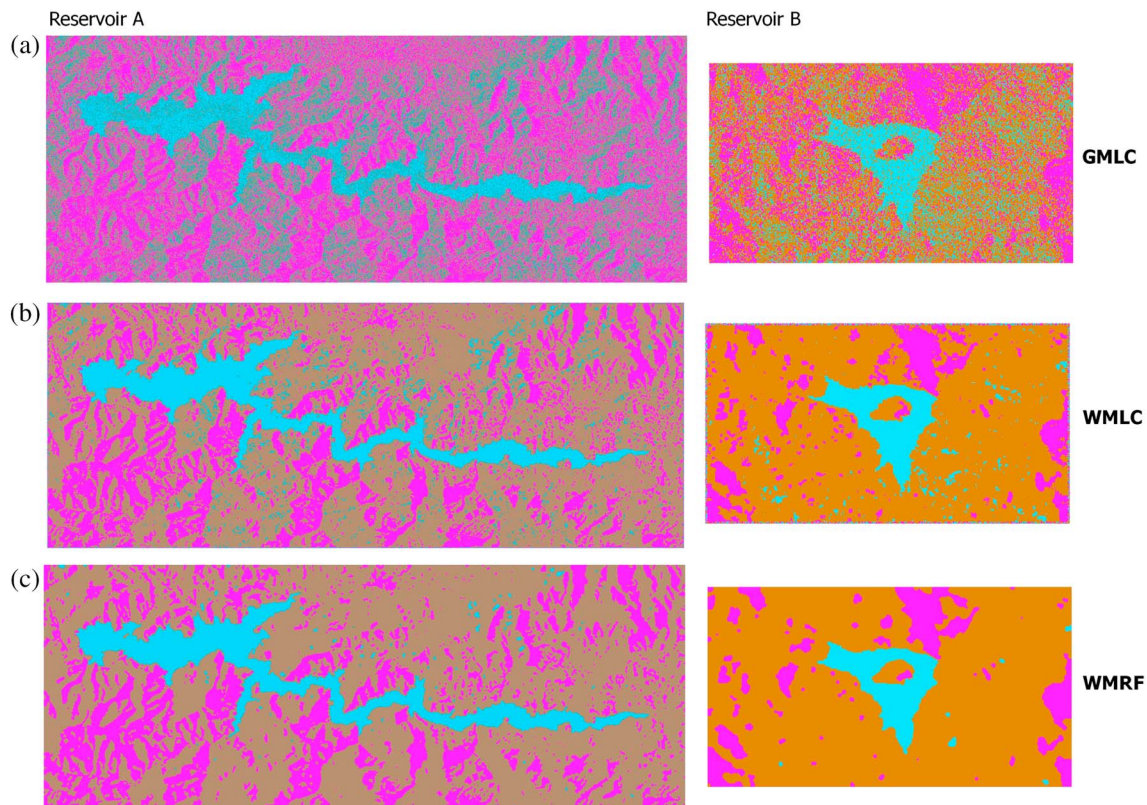 Reservoir A
Reservoir B
(a)
GMLC
(b)
WMLC
(c)
WMRF